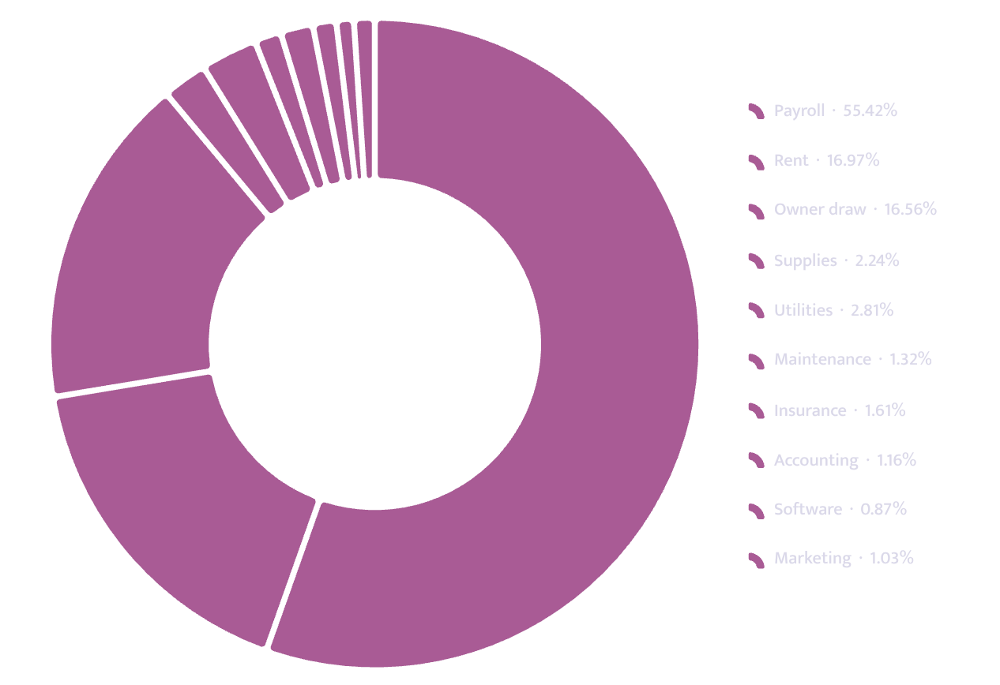 Payroll · 55.42%
Rent · 16.97%
Owner draw · 16.56%
Supplies · 2.24%
Utilities · 2.81%
Maintenance · 1.32%
Insurance · 1.61%
Accounting · 1.16%
Software · 0.87%
Marketing · 1.03%